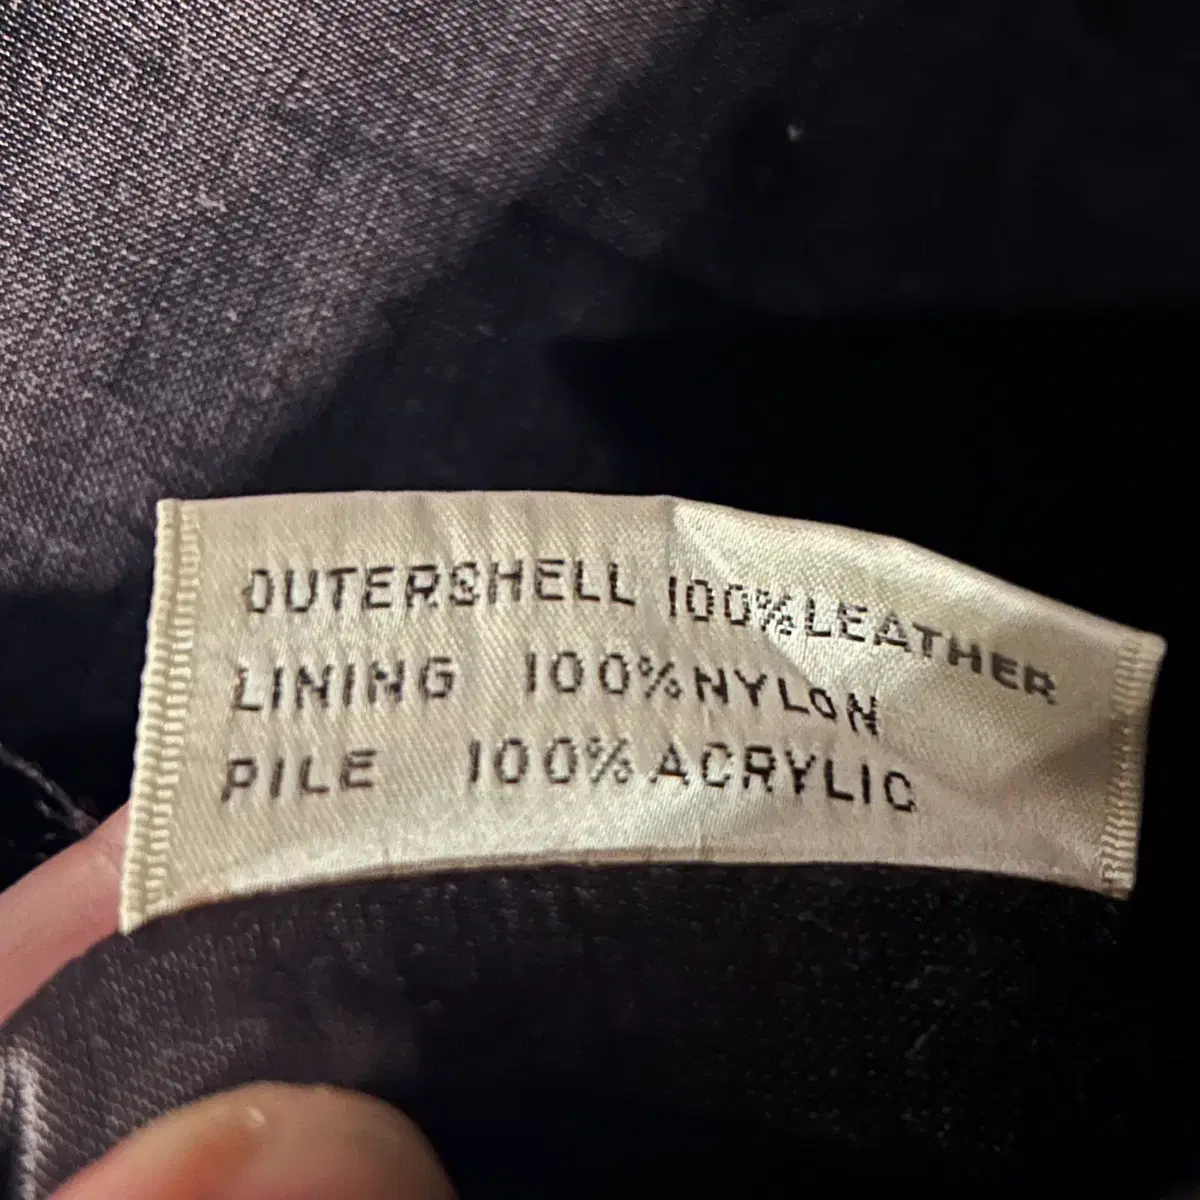 OUTERSHELL 100% LEATHER
LINING 100% NYLON
PILE 100% ACRYLIC